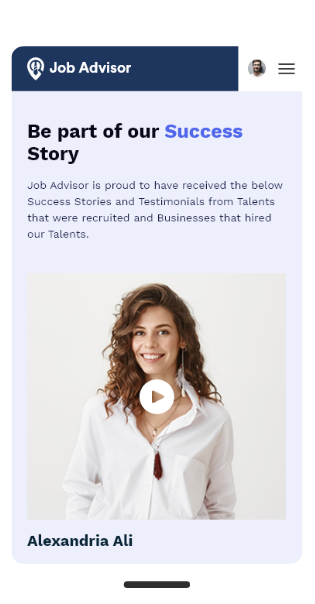 Job Advisor
Be part of our Success
Story
Job Advisor is proud to have received the below
Success Stories and Testimonials from Talents
that were recruited and Businesses that hired
our Talents.
Alexandria Ali